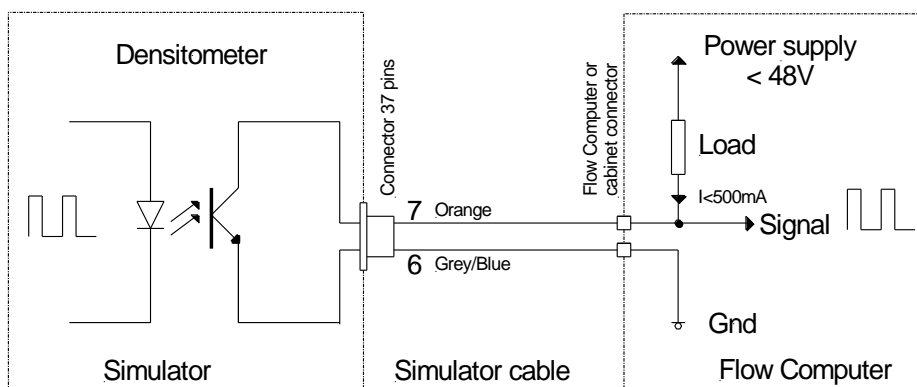 Densitometer
Connector 37 pins
Flow Computer or
cabinet connector
Power supply
< 48V
Load
I<500mA
7 Orange
Signal
6 Grey/Blue
Gnd
Simulator
Simulator cable
Flow Computer